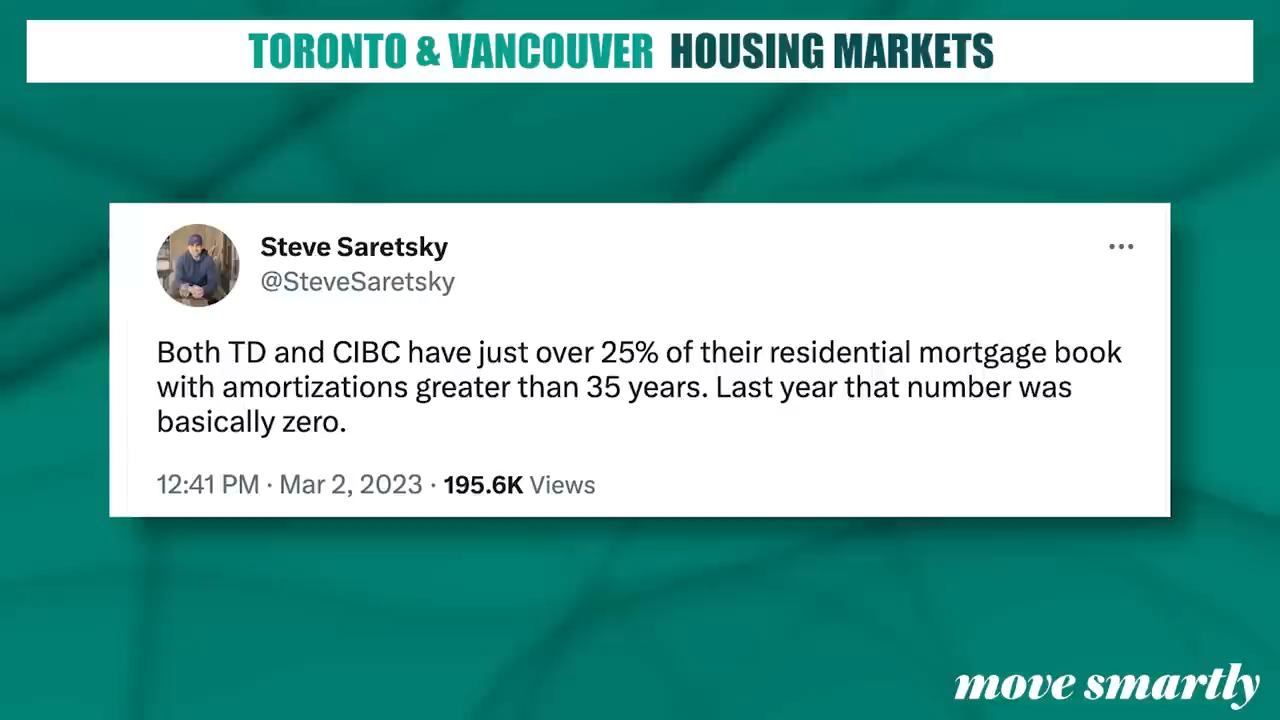 TORONTO & VANCOUVER HOUSING MARKETS
Steve Saretsky
@SteveSaretsky
Both TD and CIBC have just over 25% of their residential mortgage book
with amortizations greater than 35 years. Last year that number was
basically zero.
12:41 PM · Mar 2, 2023 · 195.6K Views
move smartly